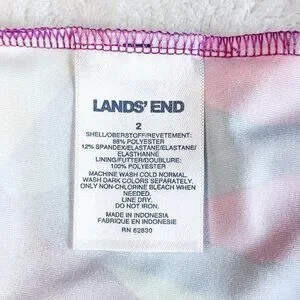 LANDS' END
2
SHELL/OBERSTOFF/REVETEMENT:
88% POLYESTER
12% SPANDEX/ELASTANE/ELASTAN/
ELASTHANNE
LINING/FUTTER/DOUBLURE:
100% POLYESTER
MACHINE WASH COLD NORMAL.
WASH DARK COLORS SEPARATELY.
ONLY NON-CHLORINE BLEACH WHEN
NEEDED.
LINE DRY.
DO NOT IRON.
MADE IN INDONESIA
FABRIQUE EN INDONESIE
RN 62830